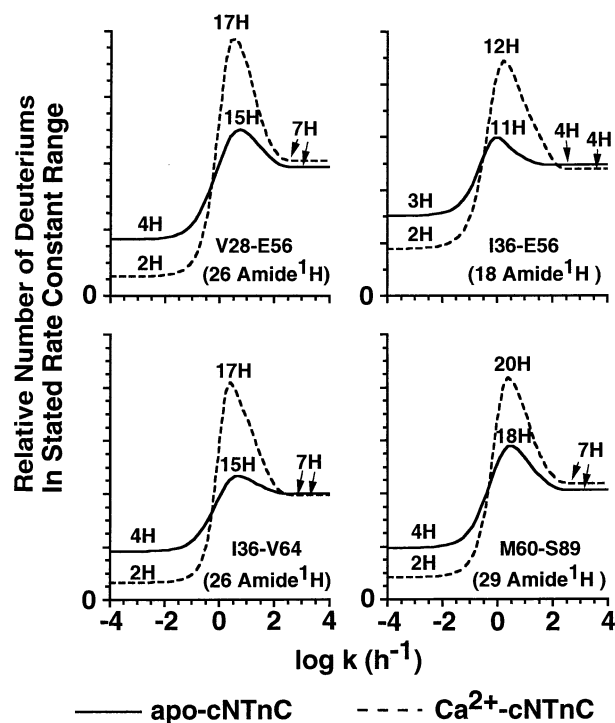 Relative Number of Deuteriums
In Stated Rate Constant Range
17H
15H
7H
4H
2H
V28-E56
(26 Amide¹H)
0
12H
11H
4H
4H
3H
2H
I36-E56
(18 Amide¹H )
0
17H
15H
7H
4H
2H
I36-V64
(26 Amide¹H)
0
-4 -2 0 2 4
20H
18H
7H
4H
2H
M60-S89
(29 Amide¹H )
0
-4 -2 0 2 4
log k (h⁻¹)
apo-cNTnC
Ca²⁺-cNTnC